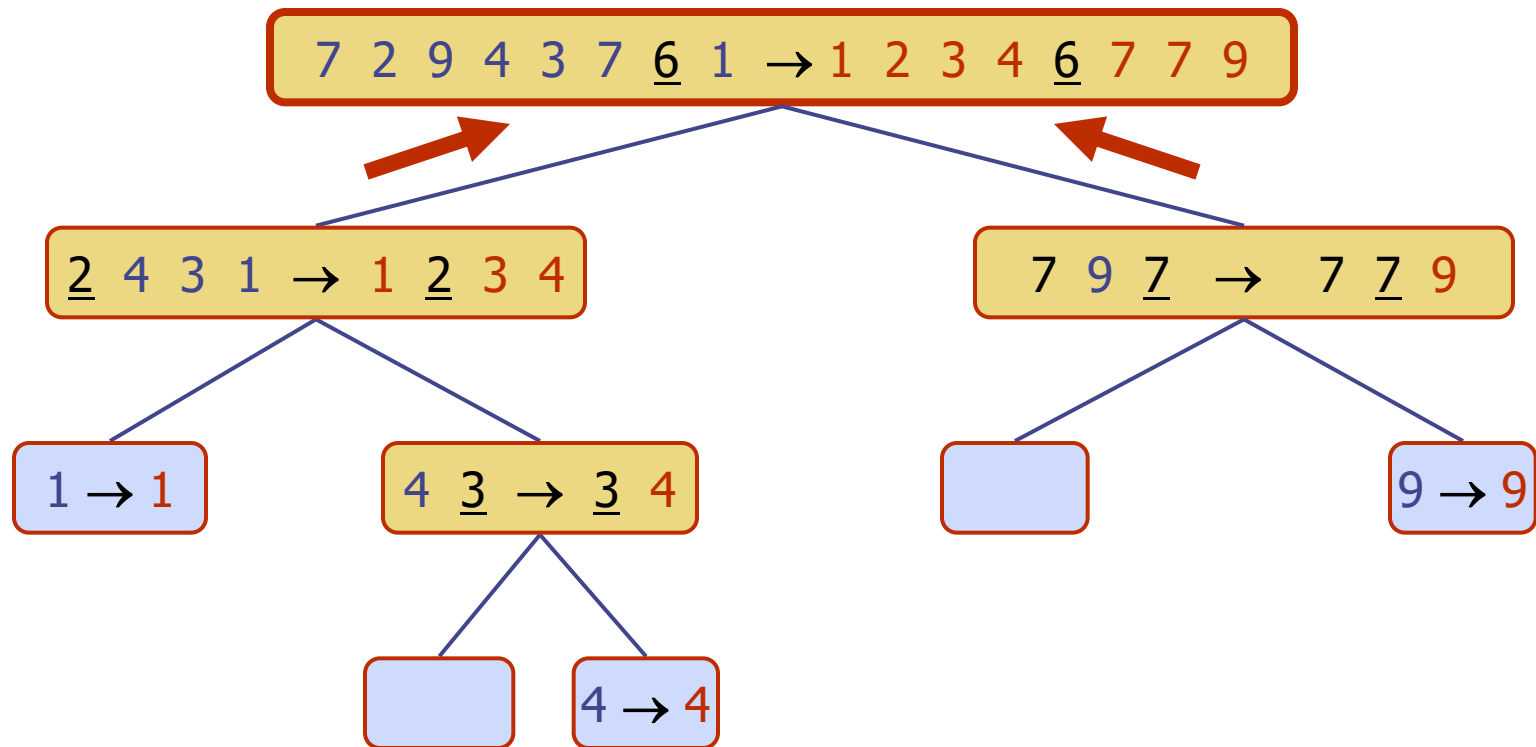 7 2 9 4 3 7 6 1 → 1 2 3 4 6 7 7 9
2 4 3 1 → 1 2 3 4
7 9 7 → 7 7 9
1 → 1
4 3 → 3 4
9 → 9
4 → 4